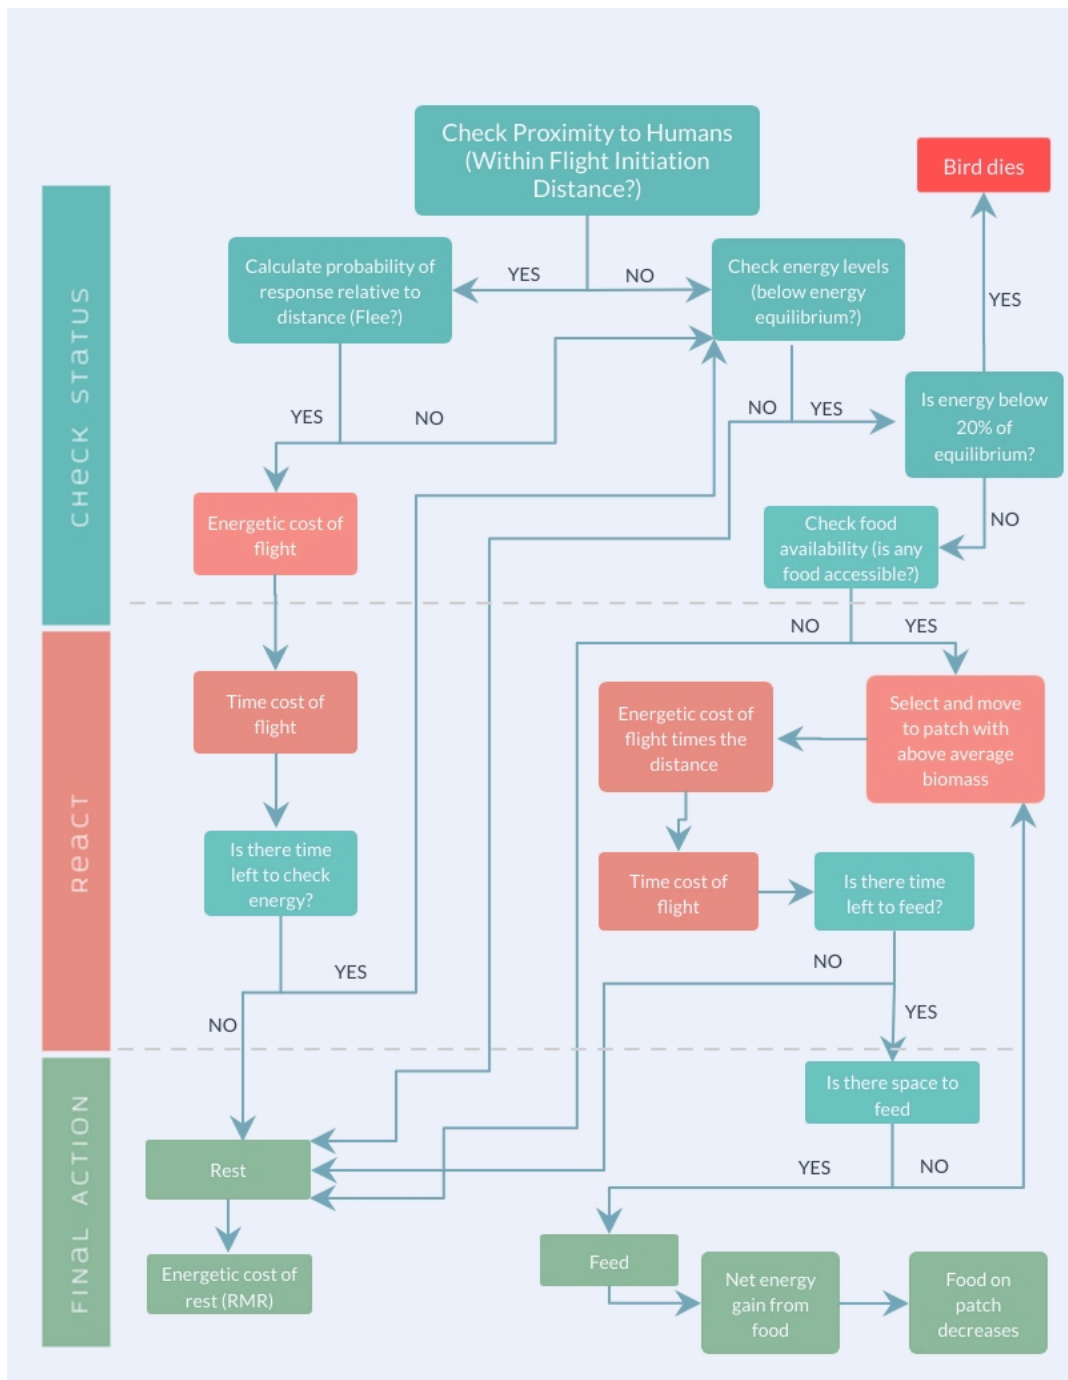 Check Proximity to Humans
(Within Flight Initiation
Distance?)
Bird dies
Calculate probability of
response relative to
distance (Flee?)
YES
NO
Check energy levels
(below energy
equilibrium?)
YES
CHECK STATUS
YES
NO
NO
YES
Is energy below
20% of
equilibrium?
Energetic cost of
flight
Check food
availability (is any
food accessible?)
NO
NO
YES
Time cost of
flight
Energetic cost of
flight times the
distance
Select and move
to patch with
above average
biomass
REACT
Is there time
left to check
energy?
Time cost of
flight
Is there time
left to feed?
YES
NO
NO
YES
Is there space to
feed
FINAL ACTION
Rest
YES
NO
Energetic cost of
rest (RMR)
Feed
Net energy
gain from
food
Food on
patch
decreases